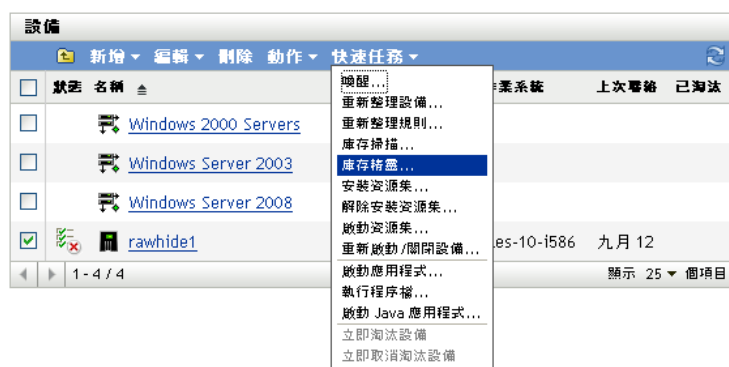 設備
新增 編輯 刪除 動作 快速任務
狀態 名稱 作業系統 上次聯絡 已淘汰
Windows 2000 Servers
Windows Server 2003
Windows Server 2008
rawhide1 les-10-i586 九月 12
1 - 4 / 4 顯示 25 個項目
喚醒...
重新整理設備...
重新整理規則...
庫存掃描...
庫存精靈...
安裝資源集...
解除安裝資源集...
啟動資源集...
重新啟動/關閉設備...
啟動應用程式...
執行程序檔...
啟動 Java 應用程式...
立即淘汰設備
立即取消淘汰設備